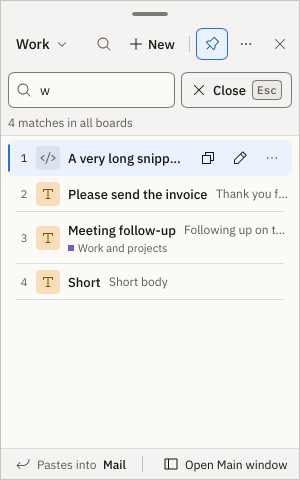 Work
New
w
Close Esc
4 matches in all boards
1 </> A very long snipp...
2 T Please send the invoice Thank you f...
3 T Meeting follow-up Following up on t...
Work and projects
4 T Short Short body
Pastes into Mail
Open Main window